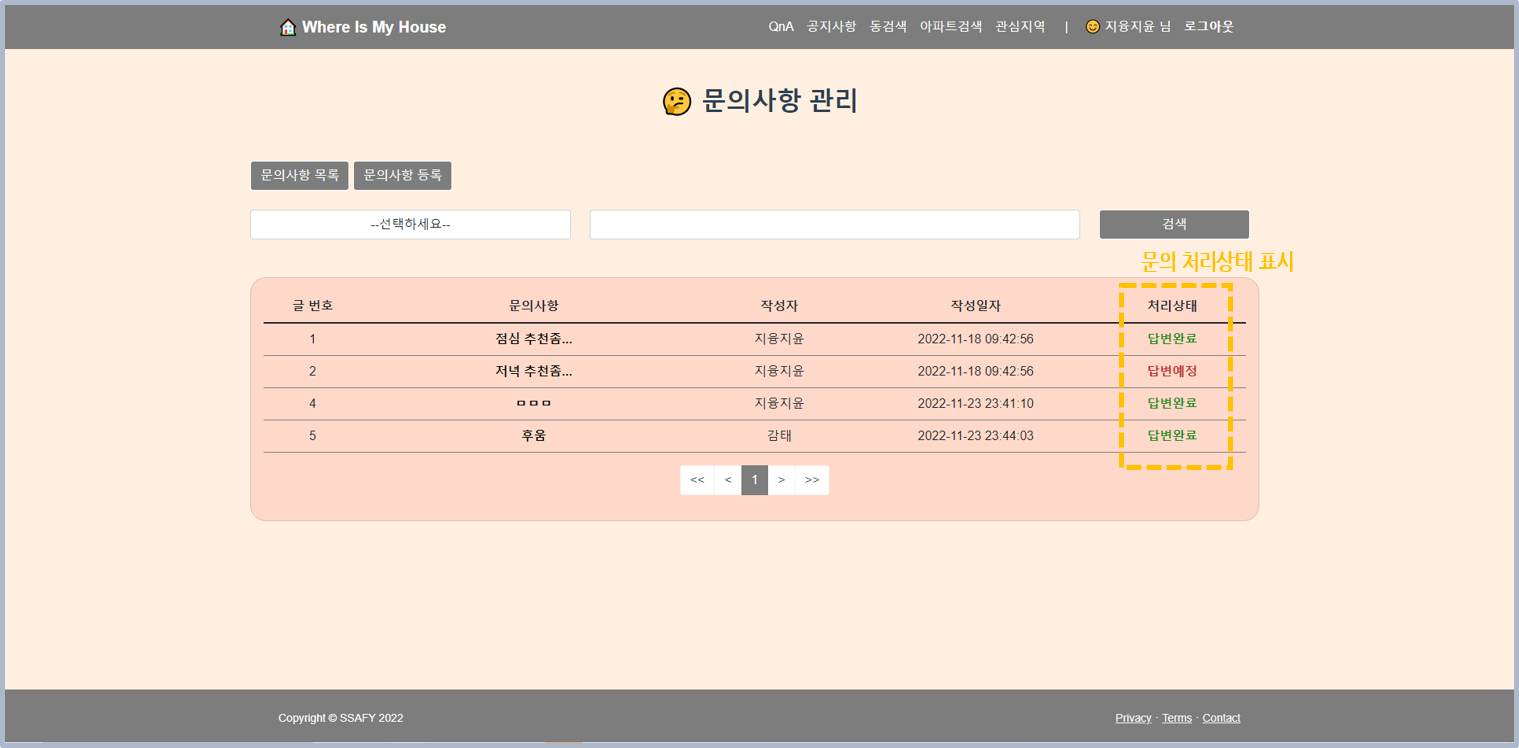 Where Is My House QnA 공지사항 동검색 아파트검색 관심지역 | 지융지윤 님 로그아웃
문의사항 관리
문의사항 목록 문의사항 등록
--선택하세요-- 검색
문의 처리상태 표시
글 번호 문의사항 작성자 작성일자 처리상태
1 점심 추천좀... 지융지윤 2022-11-18 09:42:56 답변완료
2 저녁 추천좀... 지융지윤 2022-11-18 09:42:56 답변예정
4 ㅁㅁㅁ 지융지윤 2022-11-23 23:41:10 답변완료
5 후움 감태 2022-11-23 23:44:03 답변완료
<< < 1 > >>
Copyright © SSAFY 2022 Privacy · Terms · Contact